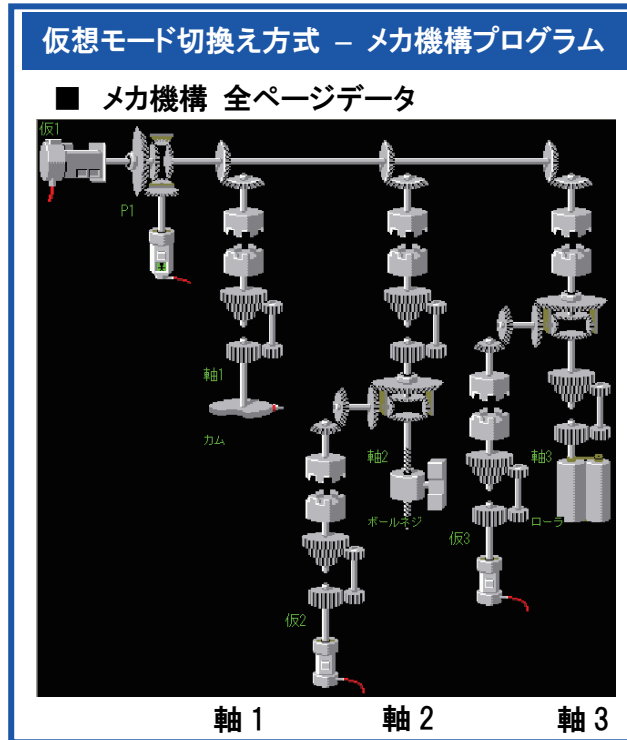 仮想モード切換え方式 – メカ機構プログラム
■ メカ機構 全ページデータ
仮1
P1
軸1
カム
軸2
ボールネジ
仮2
軸3
ローラ
仮3
軸 1 軸 2 軸 3